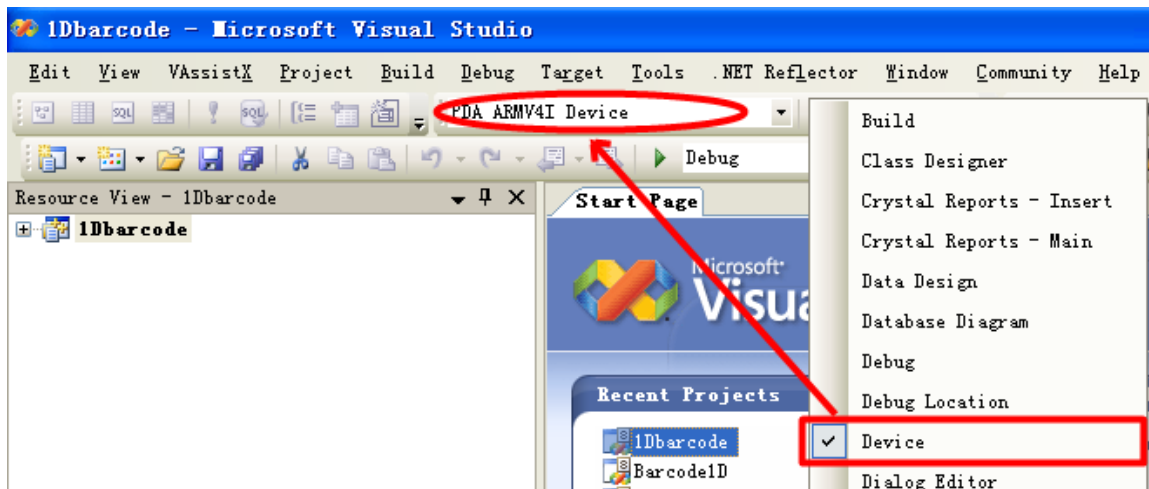 1Dbarcode - Microsoft Visual Studio
Edit View VAssistX Project Build Debug Target Tools .NET Reflector Window Community Help
SQL SQL PDA ARMV4I Device
Debug
Resource View - 1Dbarcode
1Dbarcode
Start Page
Microsoft
Visua
Recent Projects
1Dbarcode
Barcode1D
Build
Class Designer
Crystal Reports - Insert
Crystal Reports - Main
Data Design
Database Diagram
Debug
Debug Location
Device
Dialog Editor